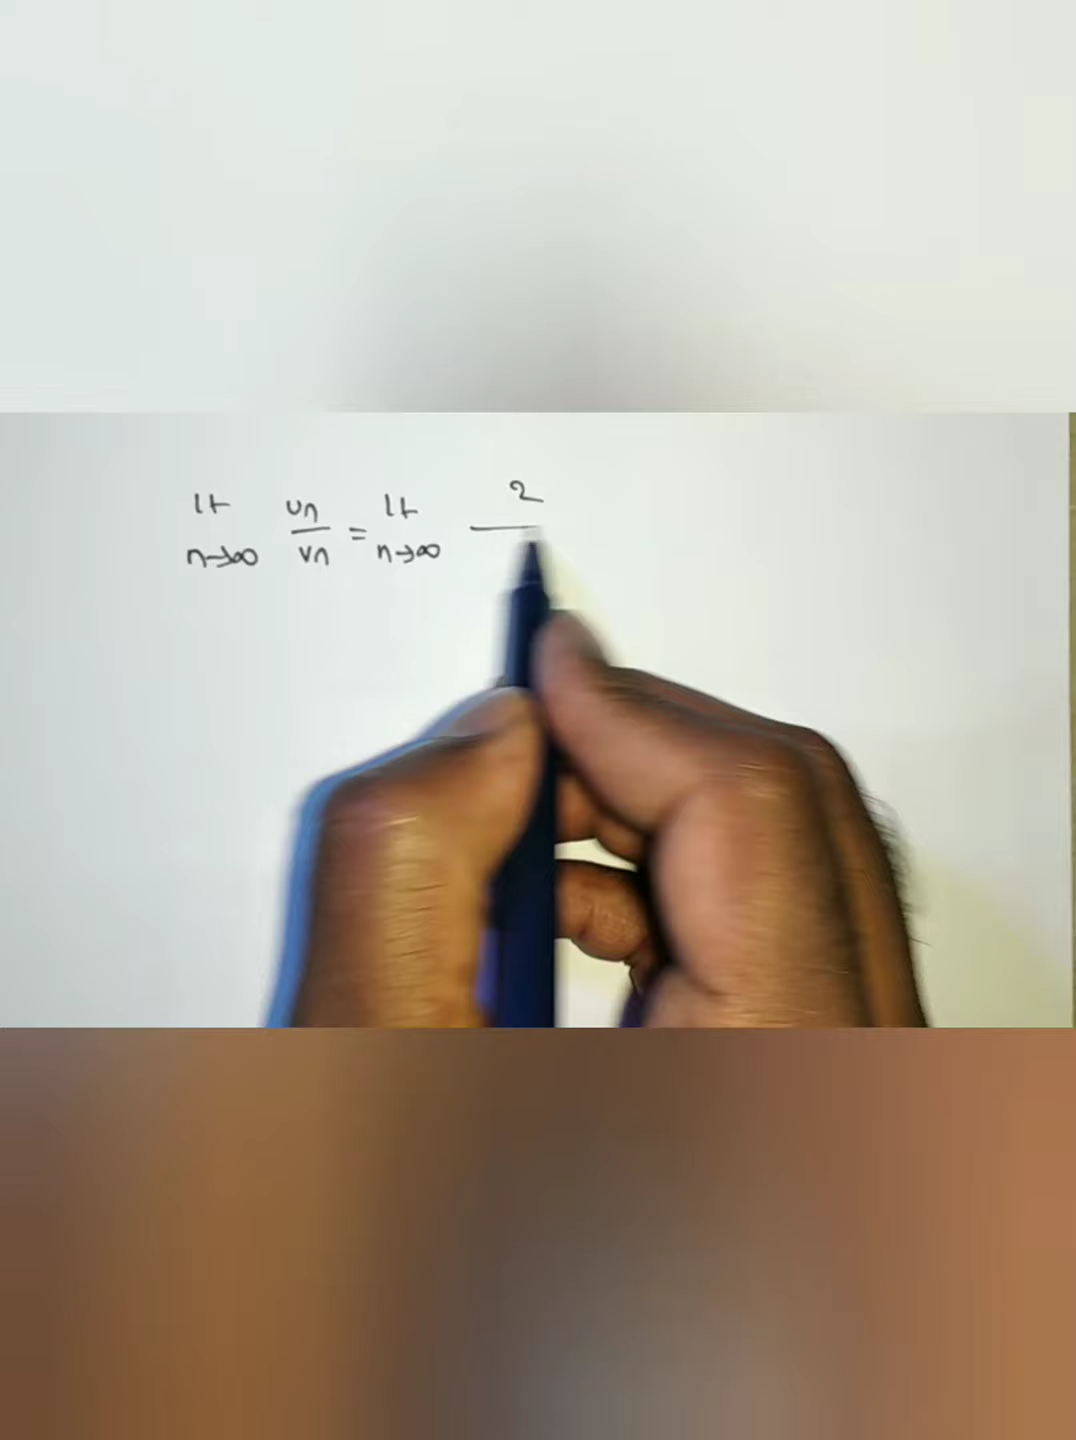 lt un/vn = lt 2/
n→∞ n→∞